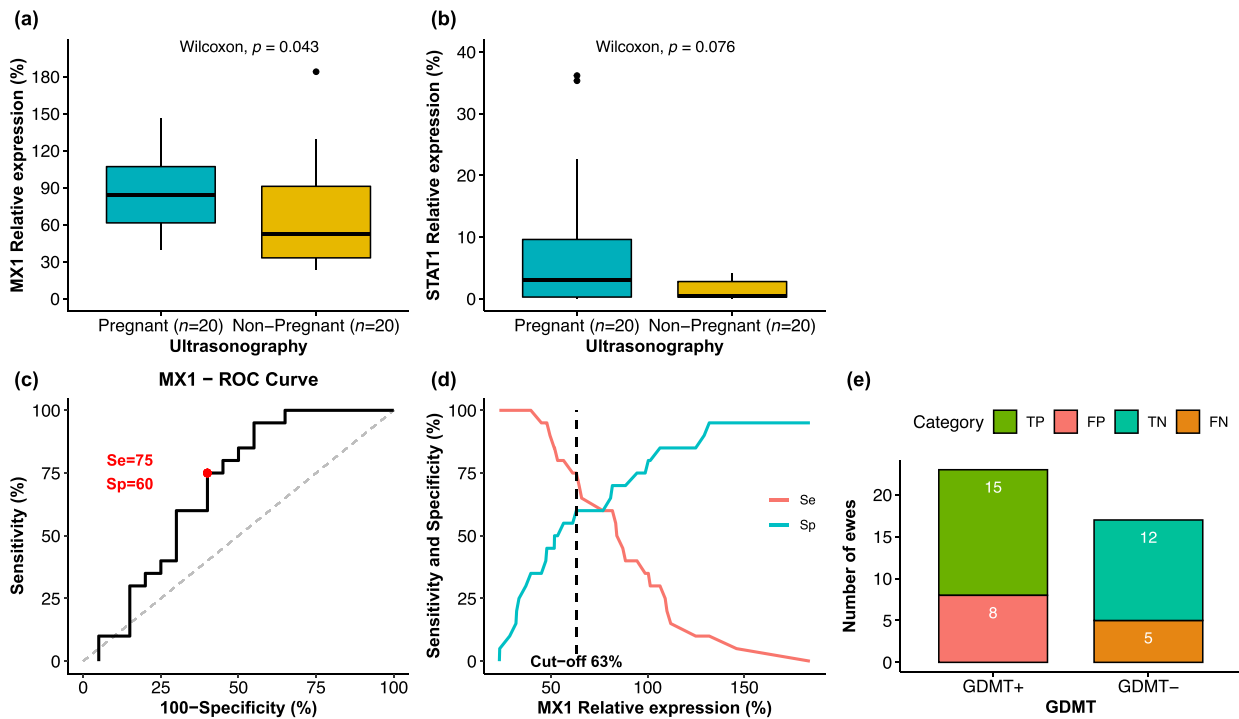 (a)
Wilcoxon, p = 0.043
MX1 Relative expression (%)
180
150
120
90
60
30
0
Pregnant (n=20)
Non−Pregnant (n=20)
Ultrasonography
(b)
Wilcoxon, p = 0.076
STAT1 Relative expression (%)
40
30
20
10
0
Pregnant (n=20)
Non−Pregnant (n=20)
Ultrasonography
(c)
MX1 − ROC Curve
Sensitivity (%)
100
75
50
25
0
Se=75
Sp=60
0
25
50
75
100
100−Specificity (%)
(d)
Sensitivity and Specificity (%)
100
75
50
25
0
Se
Sp
Cut−off 63%
50
100
150
MX1 Relative expression (%)
(e)
Category
TP
FP
TN
FN
Number of ewes
20
15
10
5
0
15
8
12
5
GDMT+
GDMT−
GDMT